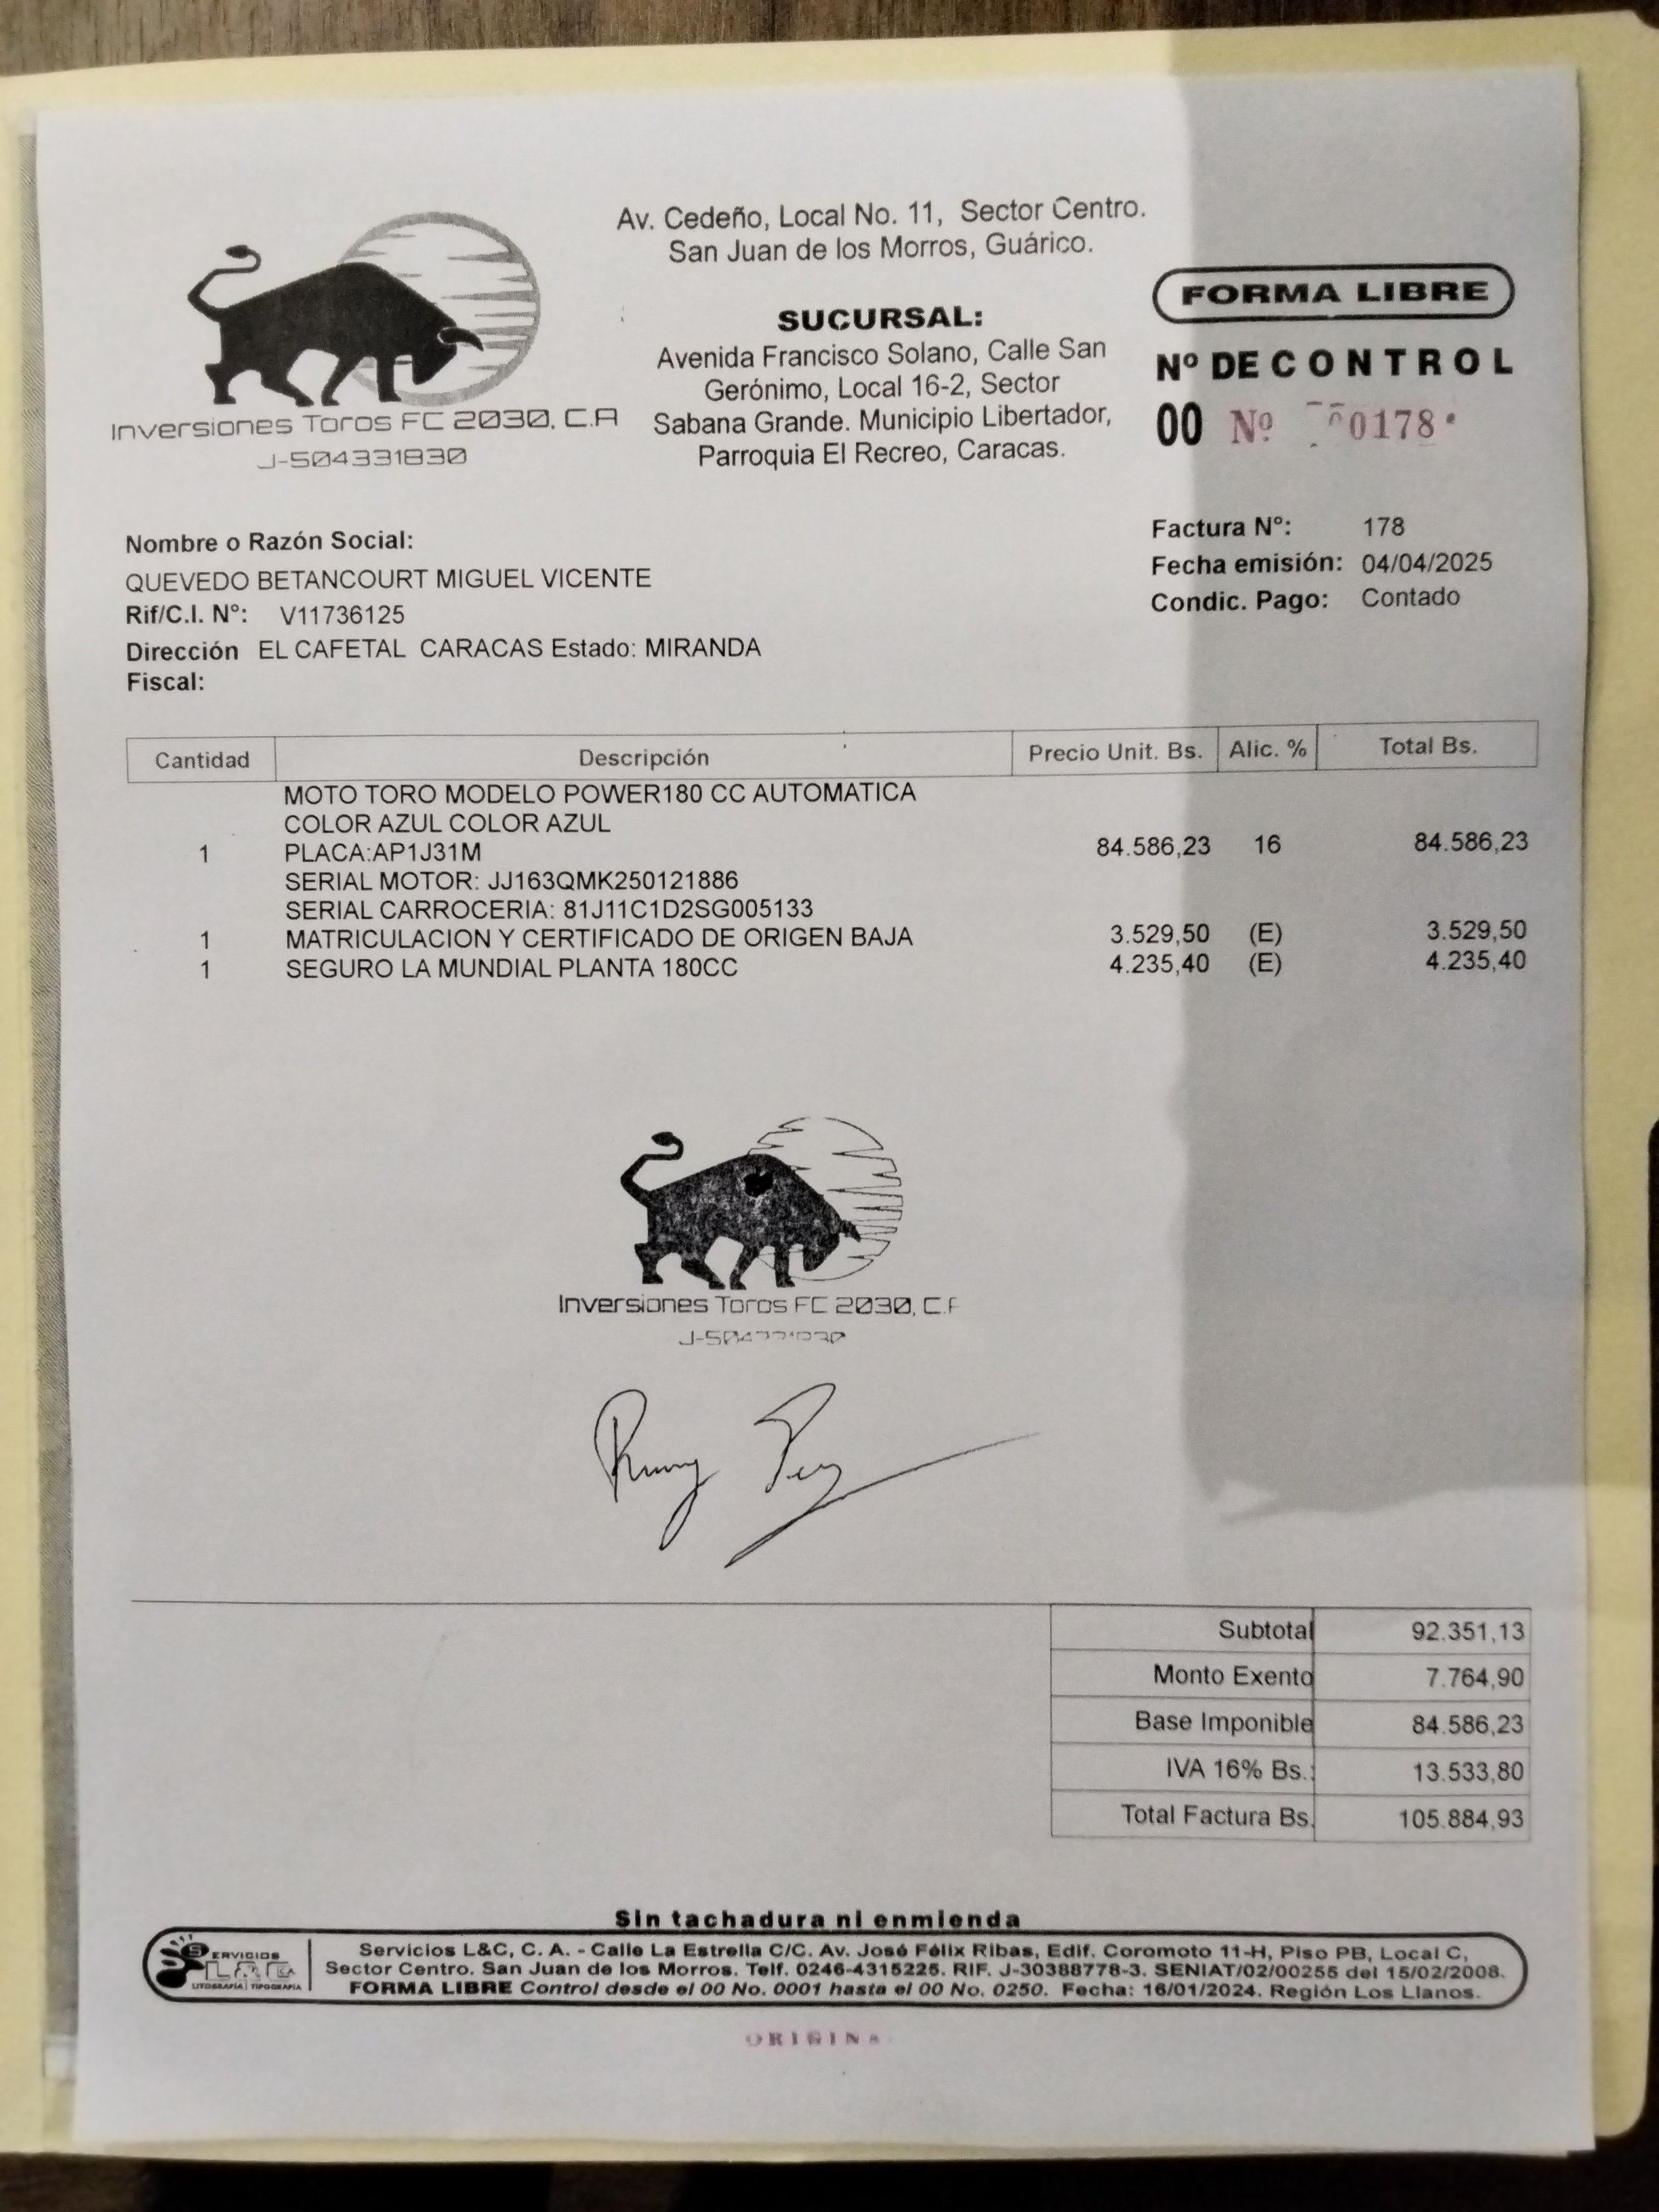 Av. Cedeño, Local No. 11, Sector Centro.
San Juan de los Morros, Guárico.
SUCURSAL:
Avenida Francisco Solano, Calle San
Gerónimo, Local 16-2, Sector
Sabana Grande. Municipio Libertador,
Parroquia El Recreo, Caracas.
Inversiones Toros FC 2030, C.A
J-504331830
FORMA LIBRE
Nº DE CONTROL
00 Nº 0178
Nombre o Razón Social:
QUEVEDO BETANCOURT MIGUEL VICENTE
Rif/C.I. Nº: V11736125
Dirección EL CAFETAL CARACAS Estado: MIRANDA
Fiscal:
Factura Nº: 178
Fecha emisión: 04/04/2025
Condic. Pago: Contado
Cantidad Descripción Precio Unit. Bs. Alic. % Total Bs.
MOTO TORO MODELO POWER180 CC AUTOMATICA
COLOR AZUL COLOR AZUL
1 PLACA:AP1J31M 84.586,23 16 84.586,23
SERIAL MOTOR: JJ163QMK250121886
SERIAL CARROCERIA: 81J11C1D2SG005133
1 MATRICULACION Y CERTIFICADO DE ORIGEN BAJA 3.529,50 (E) 3.529,50
1 SEGURO LA MUNDIAL PLANTA 180CC 4.235,40 (E) 4.235,40
Inversiones Toros FC 2030, C.
Subtotal 92.351,13
Monto Exento 7.764,90
Base Imponible 84.586,23
IVA 16% Bs.: 13.533,80
Total Factura Bs. 105.884,93
Sin tachadura ni enmienda
SERVICIOS L&C C.A
LITOGRAFÍA | TIPOGRAFÍA
Servicios L&C, C. A. - Calle La Estrella C/C. Av. José Félix Ribas, Edif. Coromoto 11-H, Piso PB, Local C,
Sector Centro. San Juan de los Morros. Telf. 0246-4315225. RIF. J-30388778-3. SENIAT/02/00255 del 15/02/2008.
FORMA LIBRE Control desde el 00 No. 0001 hasta el 00 No. 0250. Fecha: 16/01/2024. Región Los Llanos.
ORIGINA